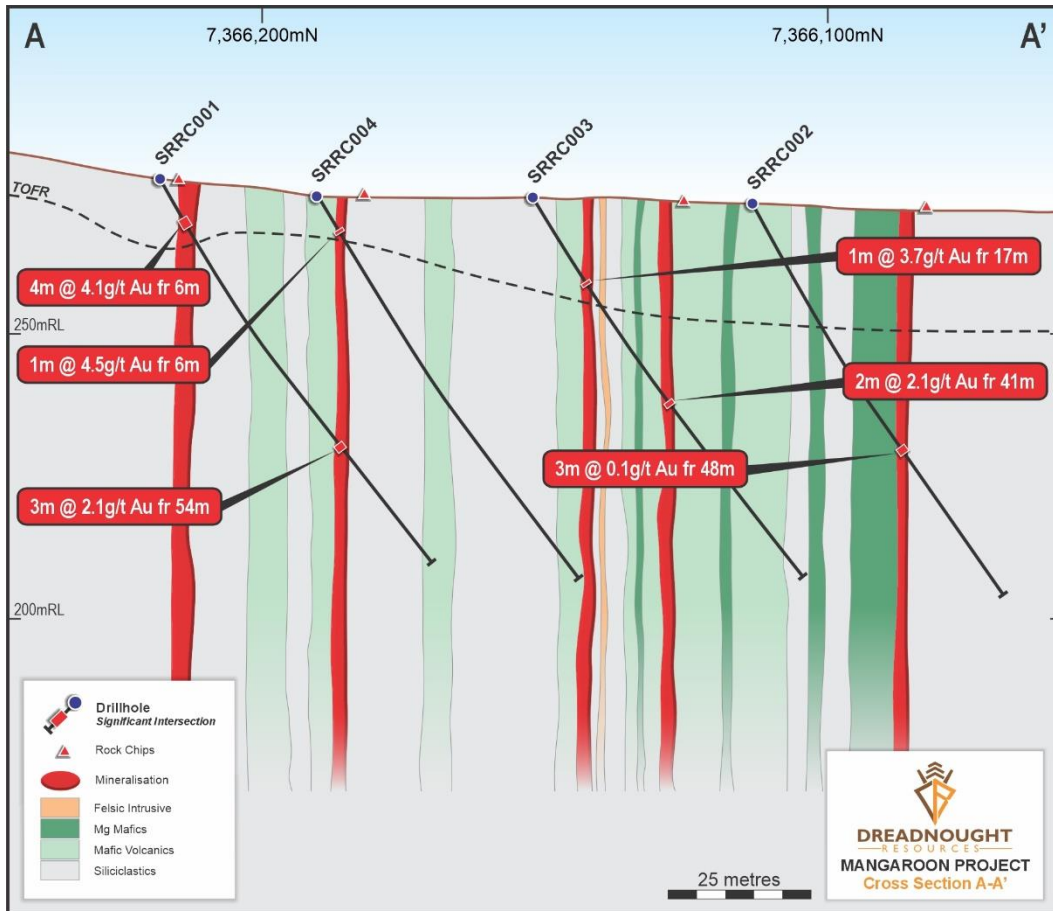 A
7,366,200mN
7,366,100mN
A'
SRRC001
SRRC004
SRRC003
SRRC002
TOFR
1m @ 3.7g/t Au fr 17m
4m @ 4.1g/t Au fr 6m
250mRL
1m @ 4.5g/t Au fr 6m
2m @ 2.1g/t Au fr 41m
3m @ 0.1g/t Au fr 48m
3m @ 2.1g/t Au fr 54m
200mRL
Drillhole
Significant Intersection
Rock Chips
Mineralisation
Felsic Intrusive
Mg Mafics
Mafic Volcanics
Siliciclastics
25 metres
DREADNOUGHT
RESOURCES
MANGAROON PROJECT
Cross Section A-A'